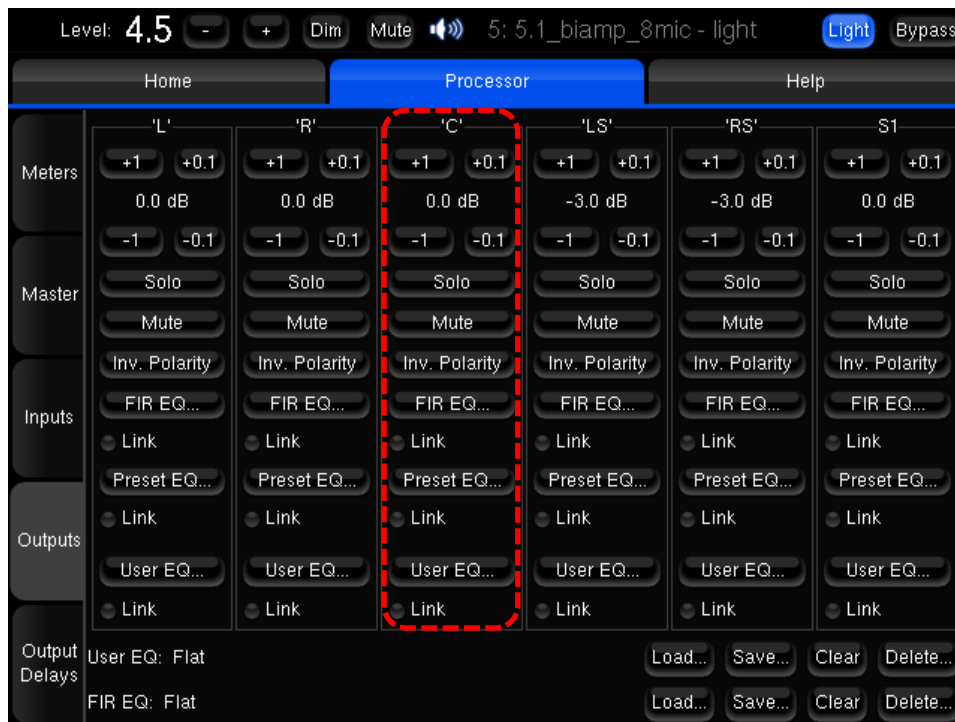 Level: 4.5 - + Dim Mute 5: 5.1_biamp_8mic - light Light Bypass
Home Processor Help
'L' 'R' 'C' 'LS' 'RS' S1
Meters
+1 +0.1 +1 +0.1 +1 +0.1 +1 +0.1 +1 +0.1 +1 +0.1
0.0 dB 0.0 dB 0.0 dB -3.0 dB -3.0 dB 0.0 dB
-1 -0.1 -1 -0.1 -1 -0.1 -1 -0.1 -1 -0.1 -1 -0.1
Master
Solo Solo Solo Solo Solo Solo
Mute Mute Mute Mute Mute Mute
Inv. Polarity Inv. Polarity Inv. Polarity Inv. Polarity Inv. Polarity Inv. Polarity
Inputs
FIR EQ... FIR EQ... FIR EQ... FIR EQ... FIR EQ... FIR EQ...
Link Link Link Link Link Link
Preset EQ... Preset EQ... Preset EQ... Preset EQ... Preset EQ... Preset EQ...
Link Link Link Link Link Link
Outputs
User EQ... User EQ... User EQ... User EQ... User EQ... User EQ...
Link Link Link Link Link Link
Output
Delays
User EQ: Flat Load... Save... Clear Delete...
FIR EQ: Flat Load... Save... Clear Delete...